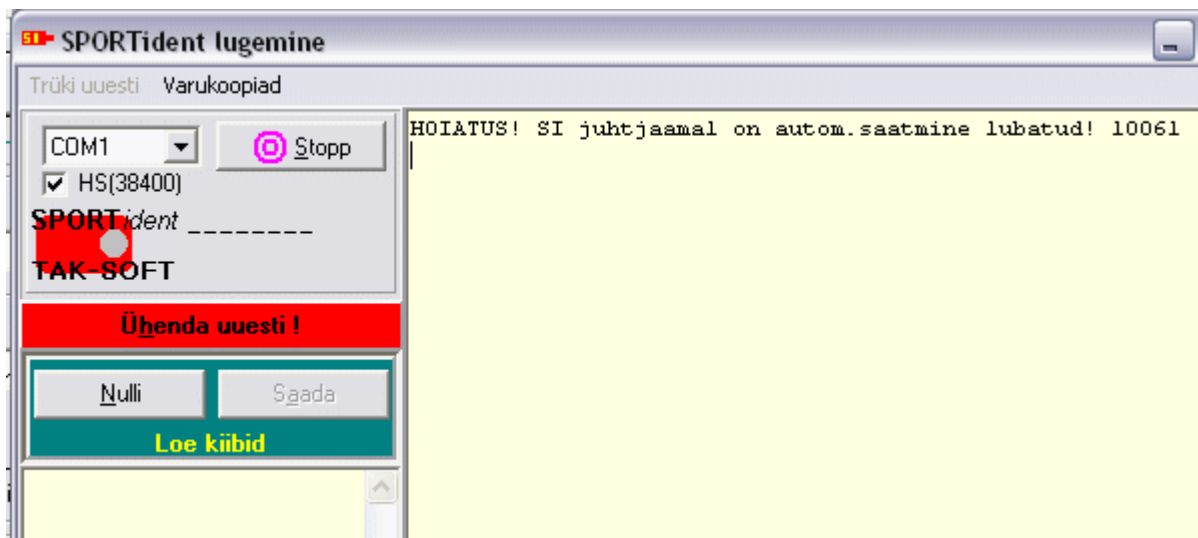 SPORTident lugemine
Trüki uuesti Varukoopiad
COM1
Stopp
HS(38400)
SPORTident ________
TAK-SOFT
Ühenda uuesti !
Nulli
Saada
Loe kiibid
HOIATUS! SI juhtjaamal on autom.saatmine lubatud! 10061